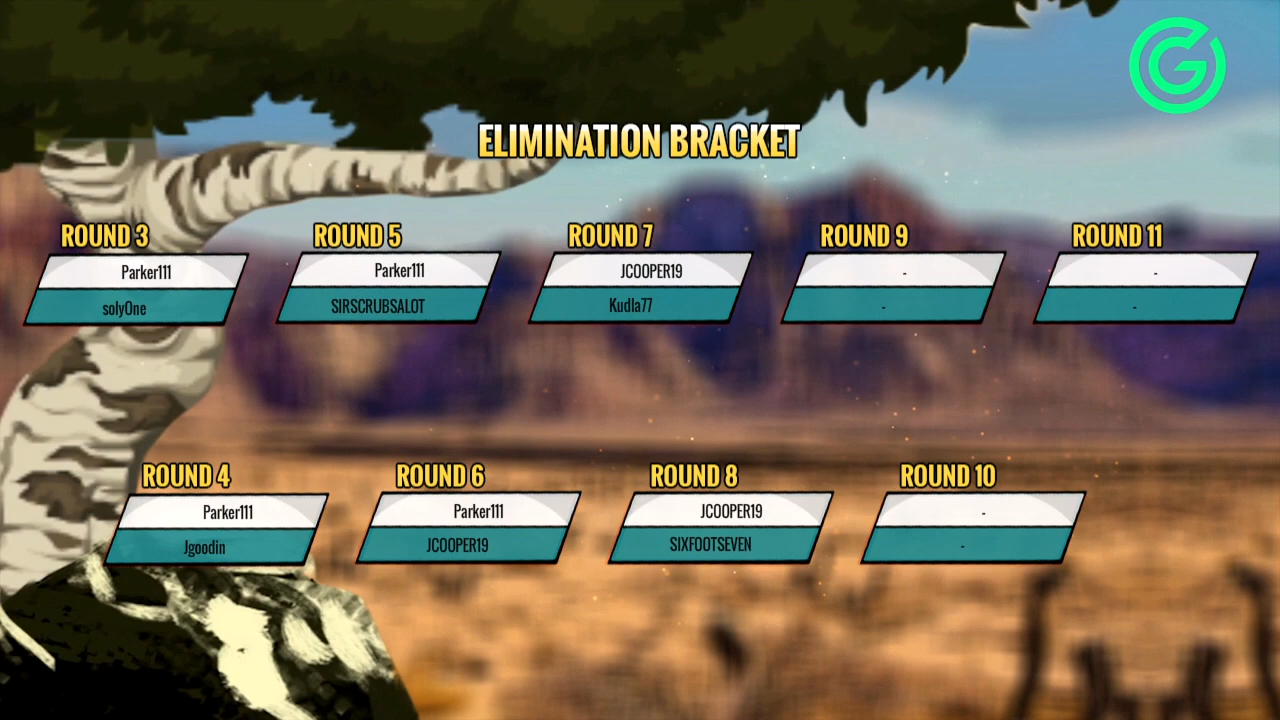 ELIMINATION BRACKET
ROUND 3
Parker111
solyOne
ROUND 5
Parker111
SIRSCRUBSALOT
ROUND 7
JCOOPER19
Kudla77
ROUND 9
-
-
ROUND 11
-
-
ROUND 4
Parker111
Jgoodin
ROUND 6
Parker111
JCOOPER19
ROUND 8
JCOOPER19
SIXFOOTSEVEN
ROUND 10
-
-